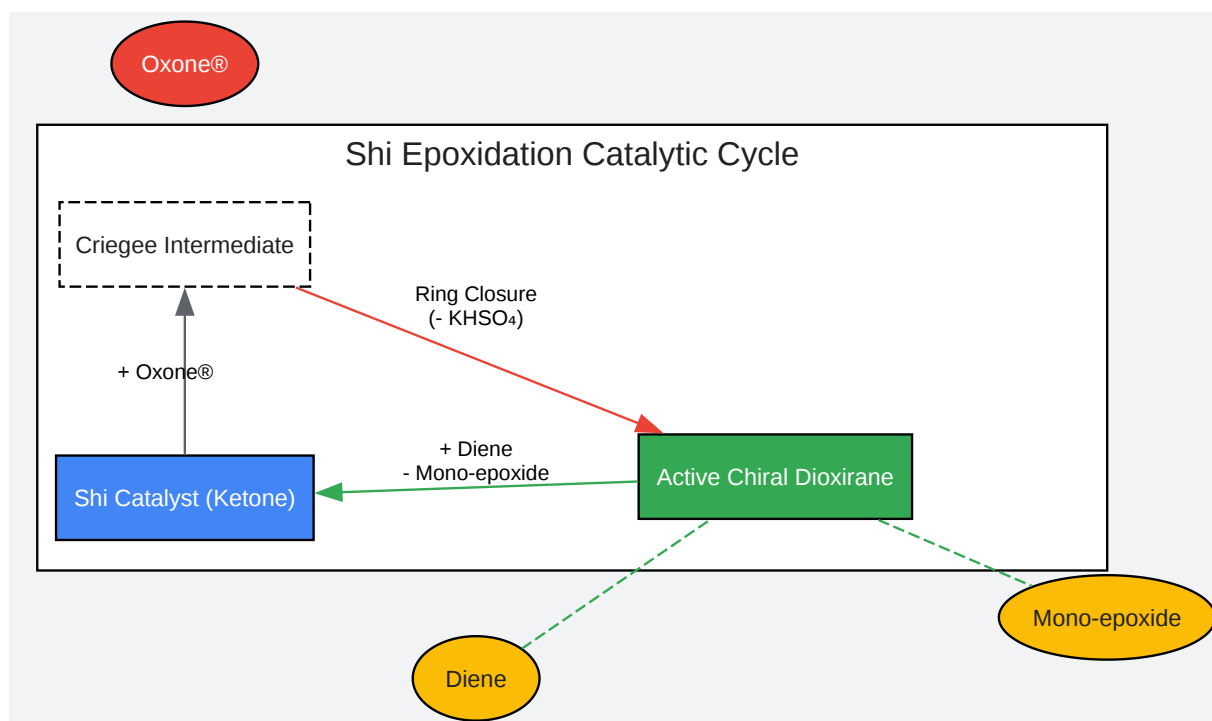 Oxone®
Shi Epoxidation Catalytic Cycle
Criegee Intermediate
Ring Closure
(- KHSO₄)
+ Oxone®
+ Diene
- Mono-epoxide
Active Chiral Dioxirane
Shi Catalyst (Ketone)
Mono-epoxide
Diene